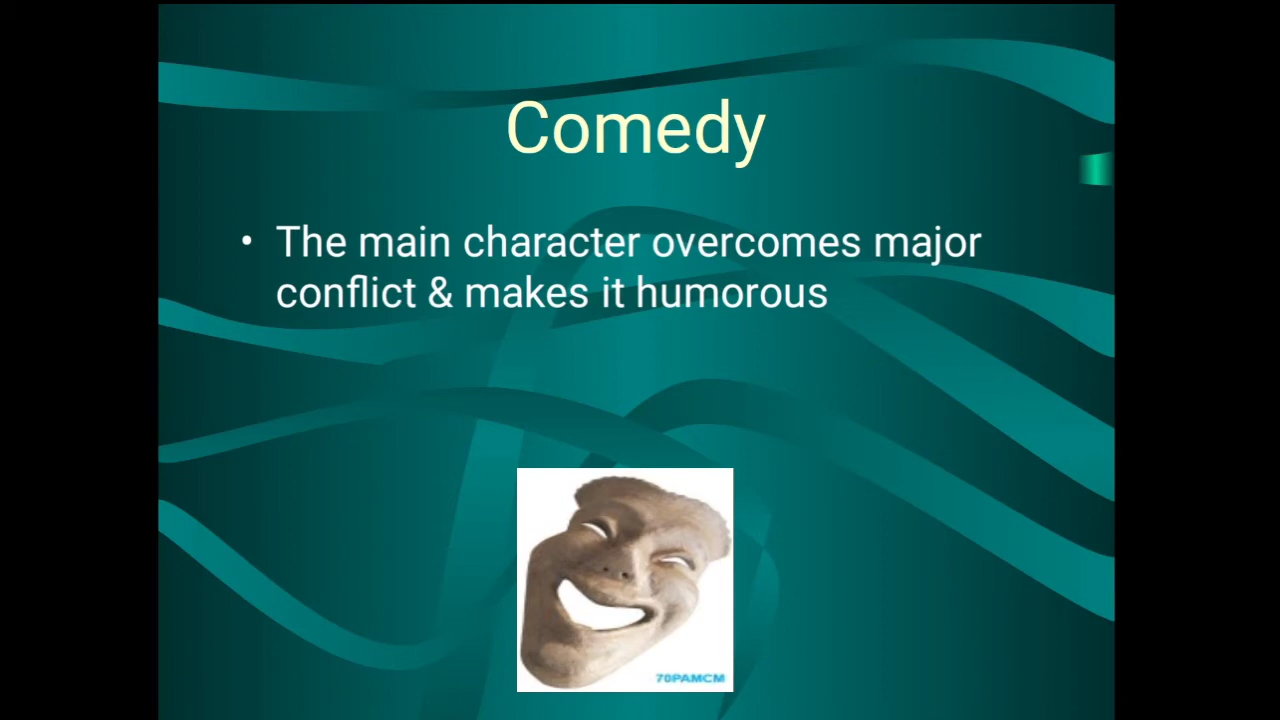 Comedy
• The main character overcomes major
conflict & makes it humorous
70PAMCM